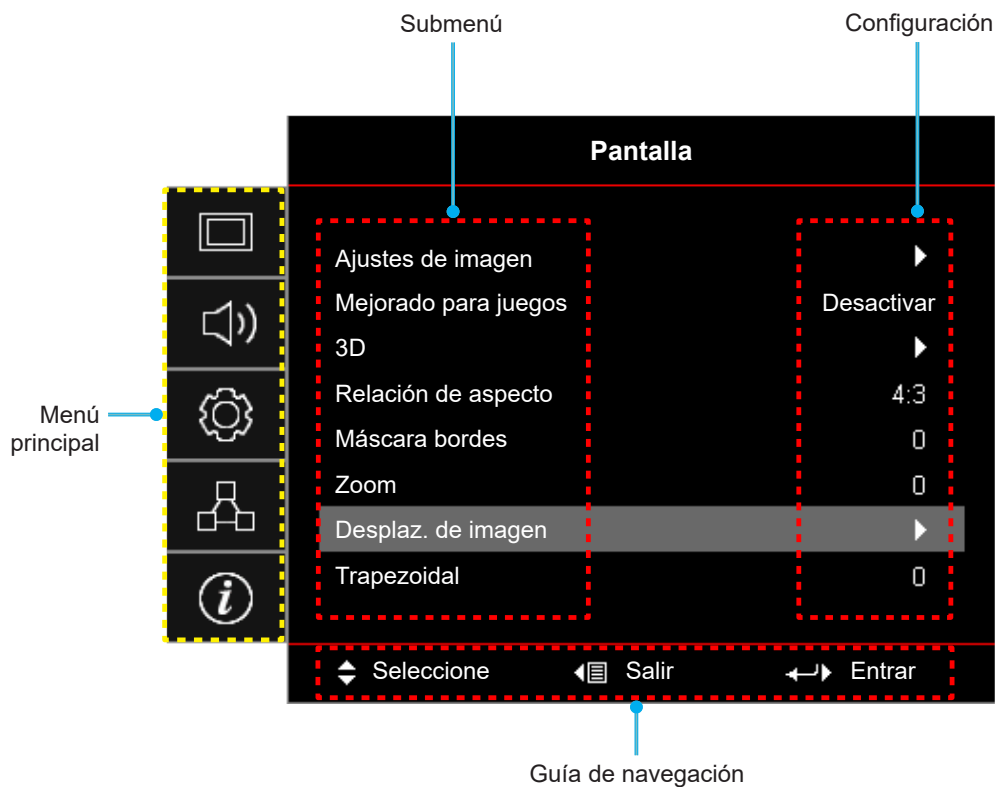 Submenú
Configuración
Pantalla
Ajustes de imagen
Mejorado para juegos Desactivar
3D
Relación de aspecto 4:3
Máscara bordes 0
Zoom 0
Desplaz. de imagen
Trapezoidal 0
Menú
principal
Seleccione Salir Entrar
Guía de navegación